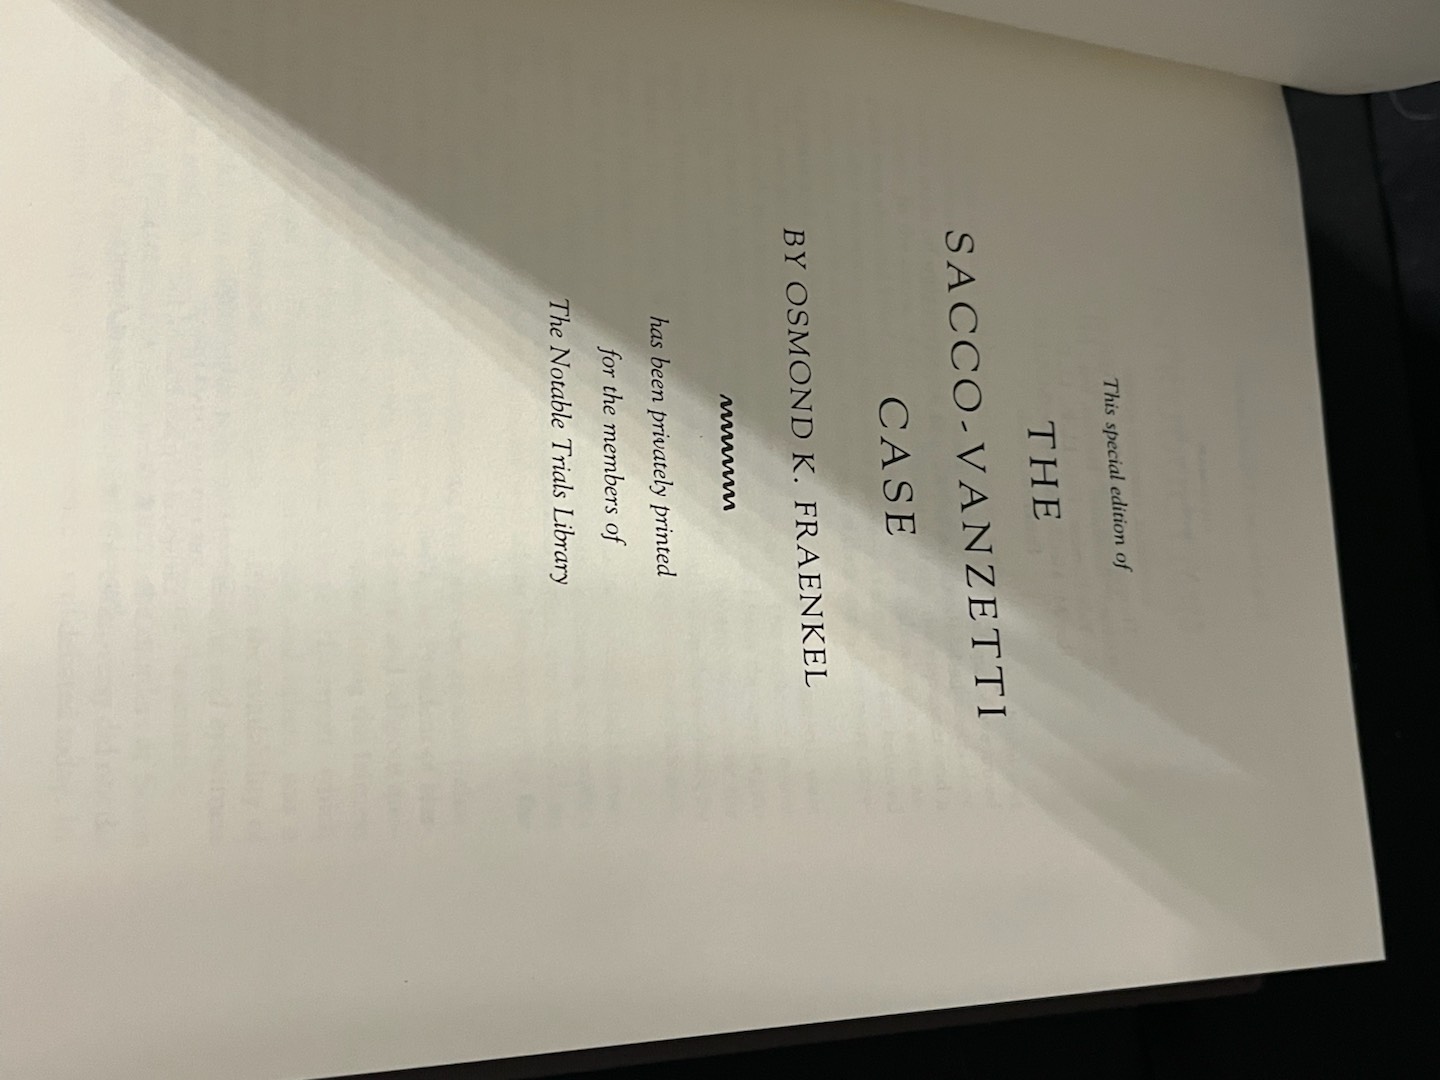 This special edition of
THE
SACCO-VANZETTI
CASE
BY OSMOND K. FRAENKEL
has been privately printed
for the members of
The Notable Trials Library